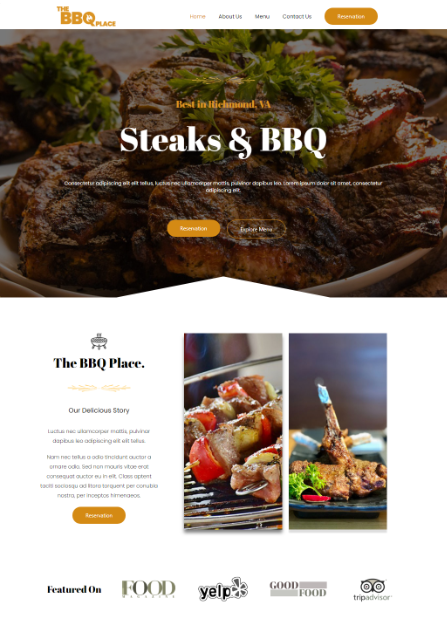 THE
BBQ
PLACE
Home About Us Menu Contact Us Reservation
Best in Richmond, VA
Steaks & BBQ
Consectetur adipiscing elit elit tellus, luctus nec ullamcorper mattis, pulvinar dapibus leo. Lorem ipsum dolor sit amet, consectetur
adipiscing elit.
Reservation Explore Menu
The BBQ Place.
Our Delicious Story
Luctus nec ullamcorper mattis, pulvinar
dapibus leo adipiscing elit elit tellus.
Nam nec tellus a odio tincidunt auctor a
ornare odio. Sed non mauris vitae erat
consequat auctor eu in elit. Class aptent
taciti sociosqu ad litora torquent per conubia
nostra, per inceptos himenaeos.
Reservation
Featured On
FOOD
MAGAZINE
yelp
GOOD
FOOD
tripadvisor